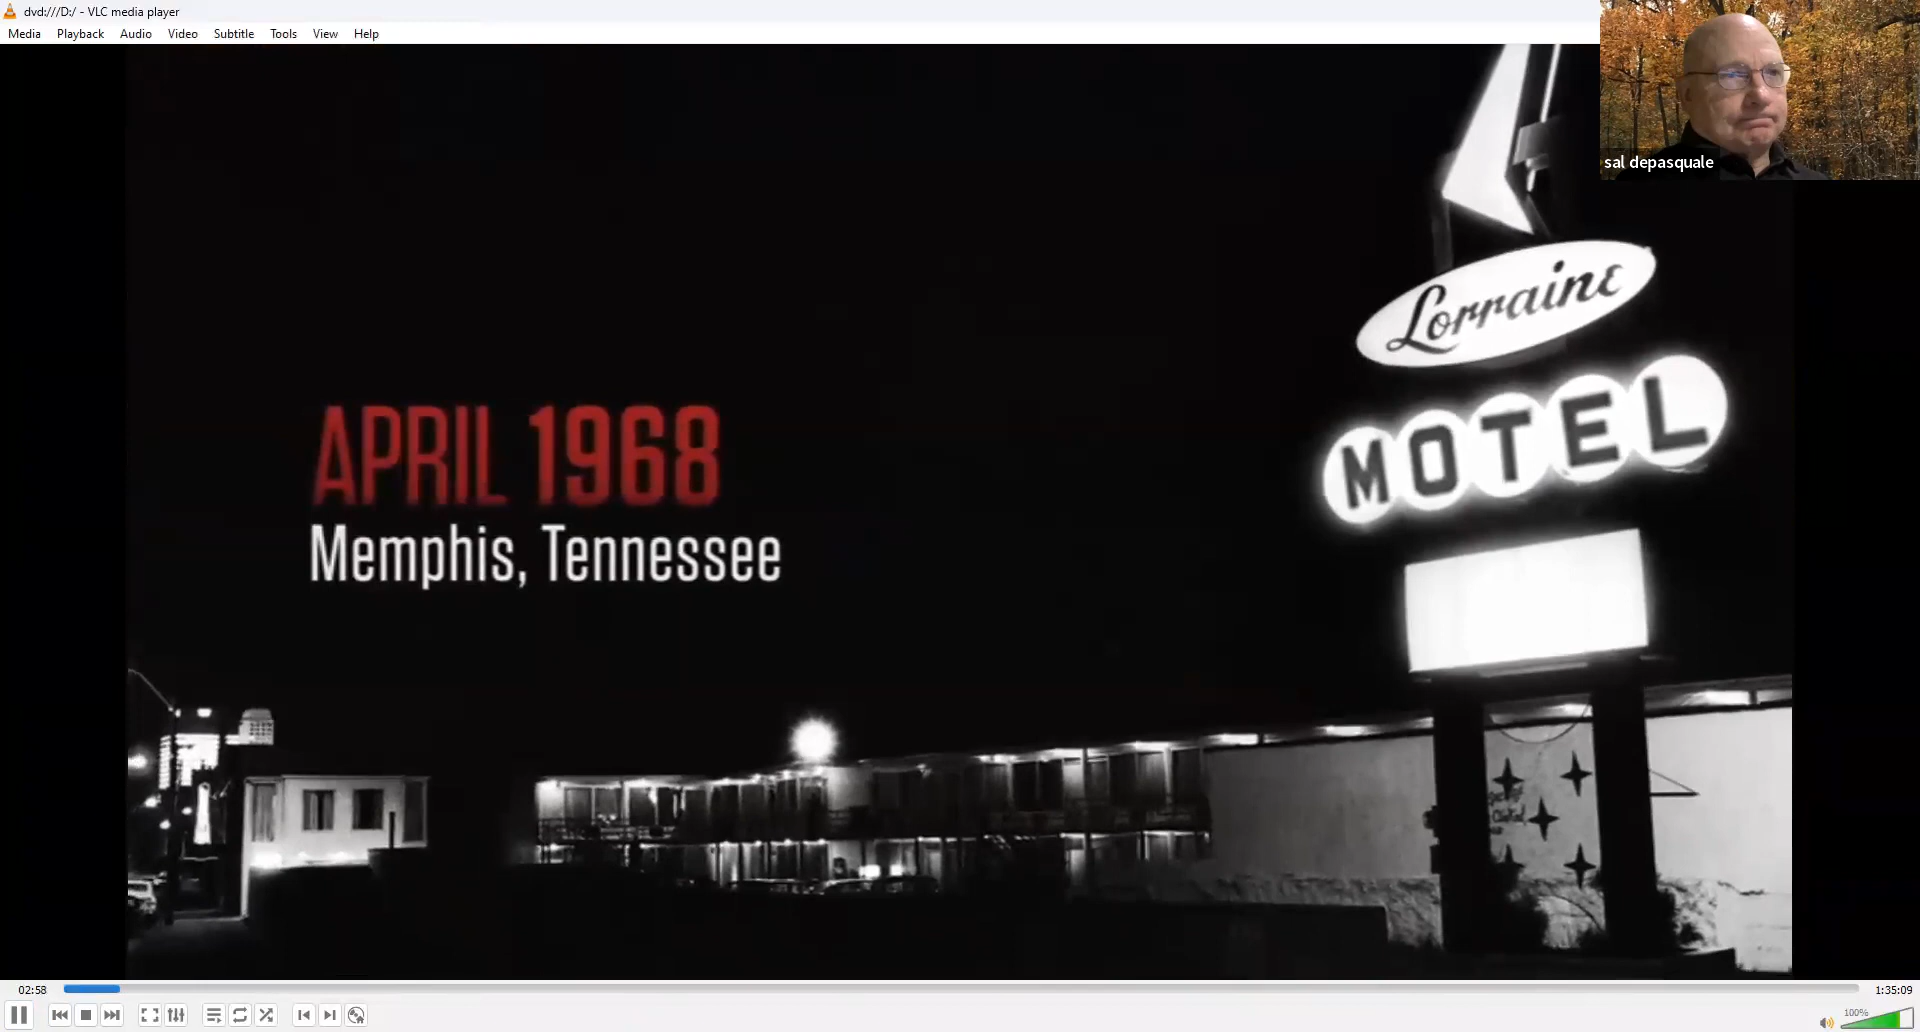 dvd:///D:/ - VLC media player
Media Playback Audio Video Subtitle Tools View Help
sal depasquale
Lorraine
MOTEL
APRIL 1968
Memphis, Tennessee
02:58
1:35:09
100%